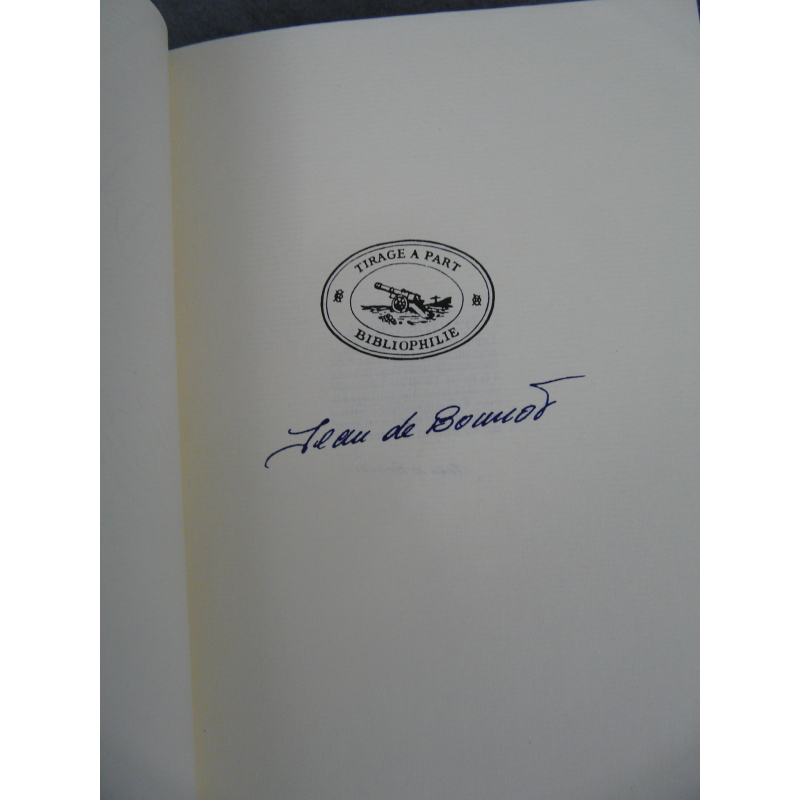 TIRAGE A PART
BIBLIOPHILIE
Jean de Bonnot